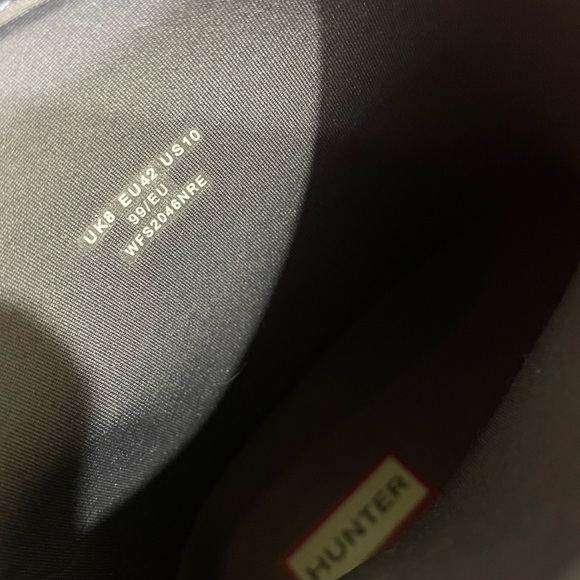 UK8 EU42 US10
99/EU
WFS2046NRE
HUNTER